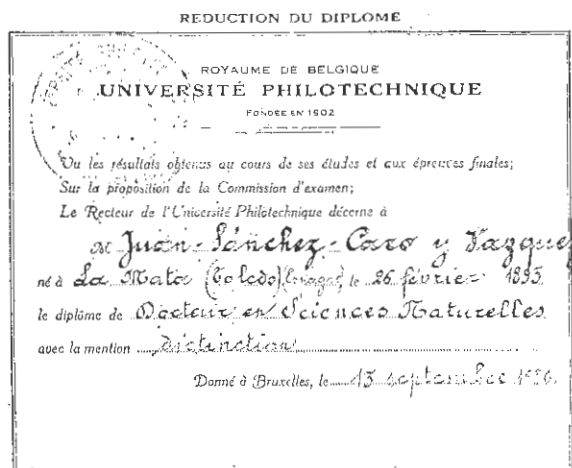 REDUCTION DU DIPLOME
ROYAUME DE BELGIQUE
UNIVERSITÉ PHILOTECHNIQUE
FONDÉE EN 1902
Vu les résultats obtenus au cours de ses études et aux épreuves finales;
Sur la proposition de la Commission d'examen;
Le Recteur de l'Université Philotechnique décerne à
M Juan Sánchez-Caro y Vazquez
né à La Mata (Toledo) le 26 février 1893
le diplôme de Docteur en Sciences Naturelles
avec la mention Distinction
Donné à Bruxelles, le 13 septembre